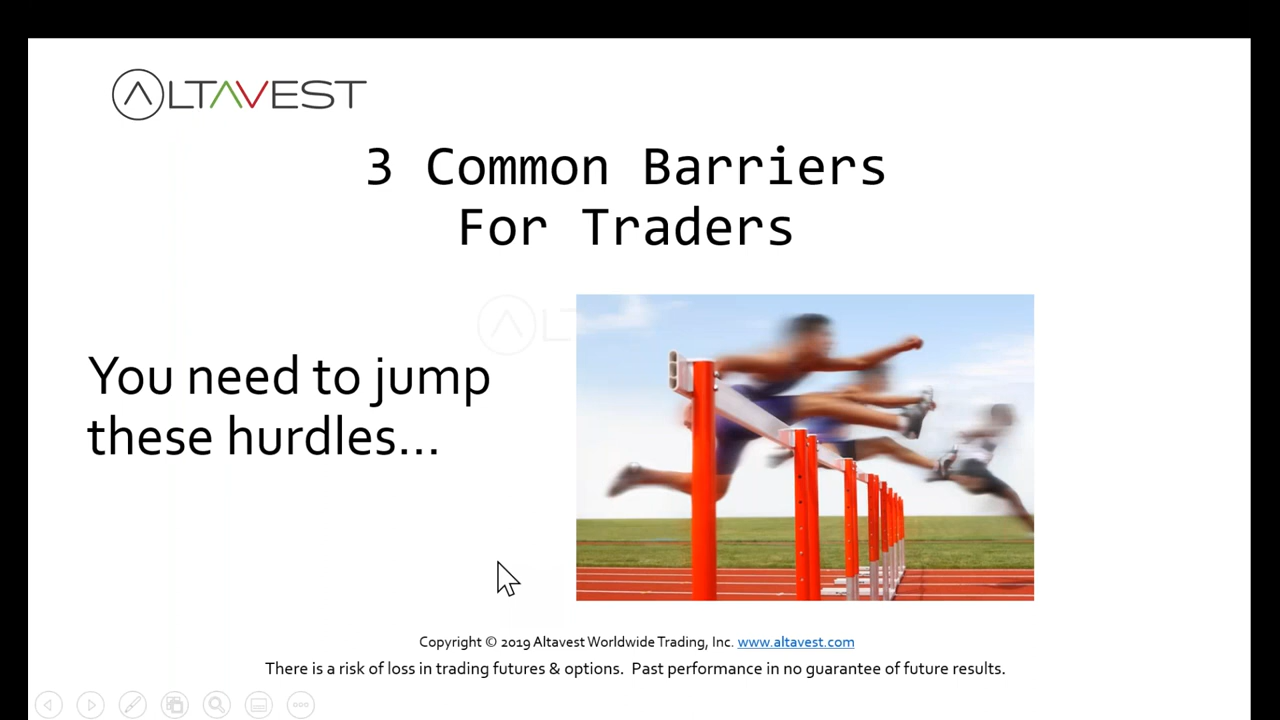 ALTAVEST
3 Common Barriers
For Traders
You need to jump
these hurdles...
Copyright © 2019 Altavest Worldwide Trading, Inc. www.altavest.com
There is a risk of loss in trading futures & options. Past performance in no guarantee of future results.